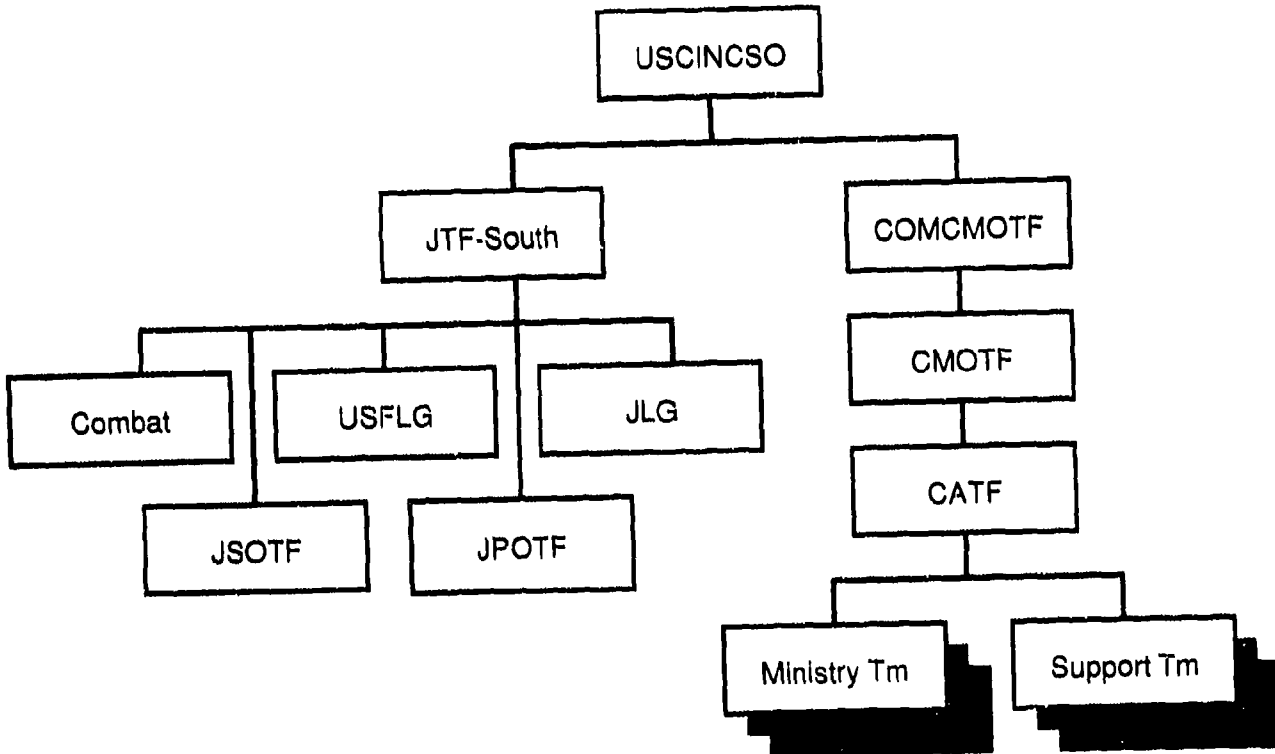 USCINCSO
JTF-South
COMCMOTF
CMOTF
Combat
USFLG
JLG
CATF
JSOTF
JPOTF
Ministry Tm
Support Tm